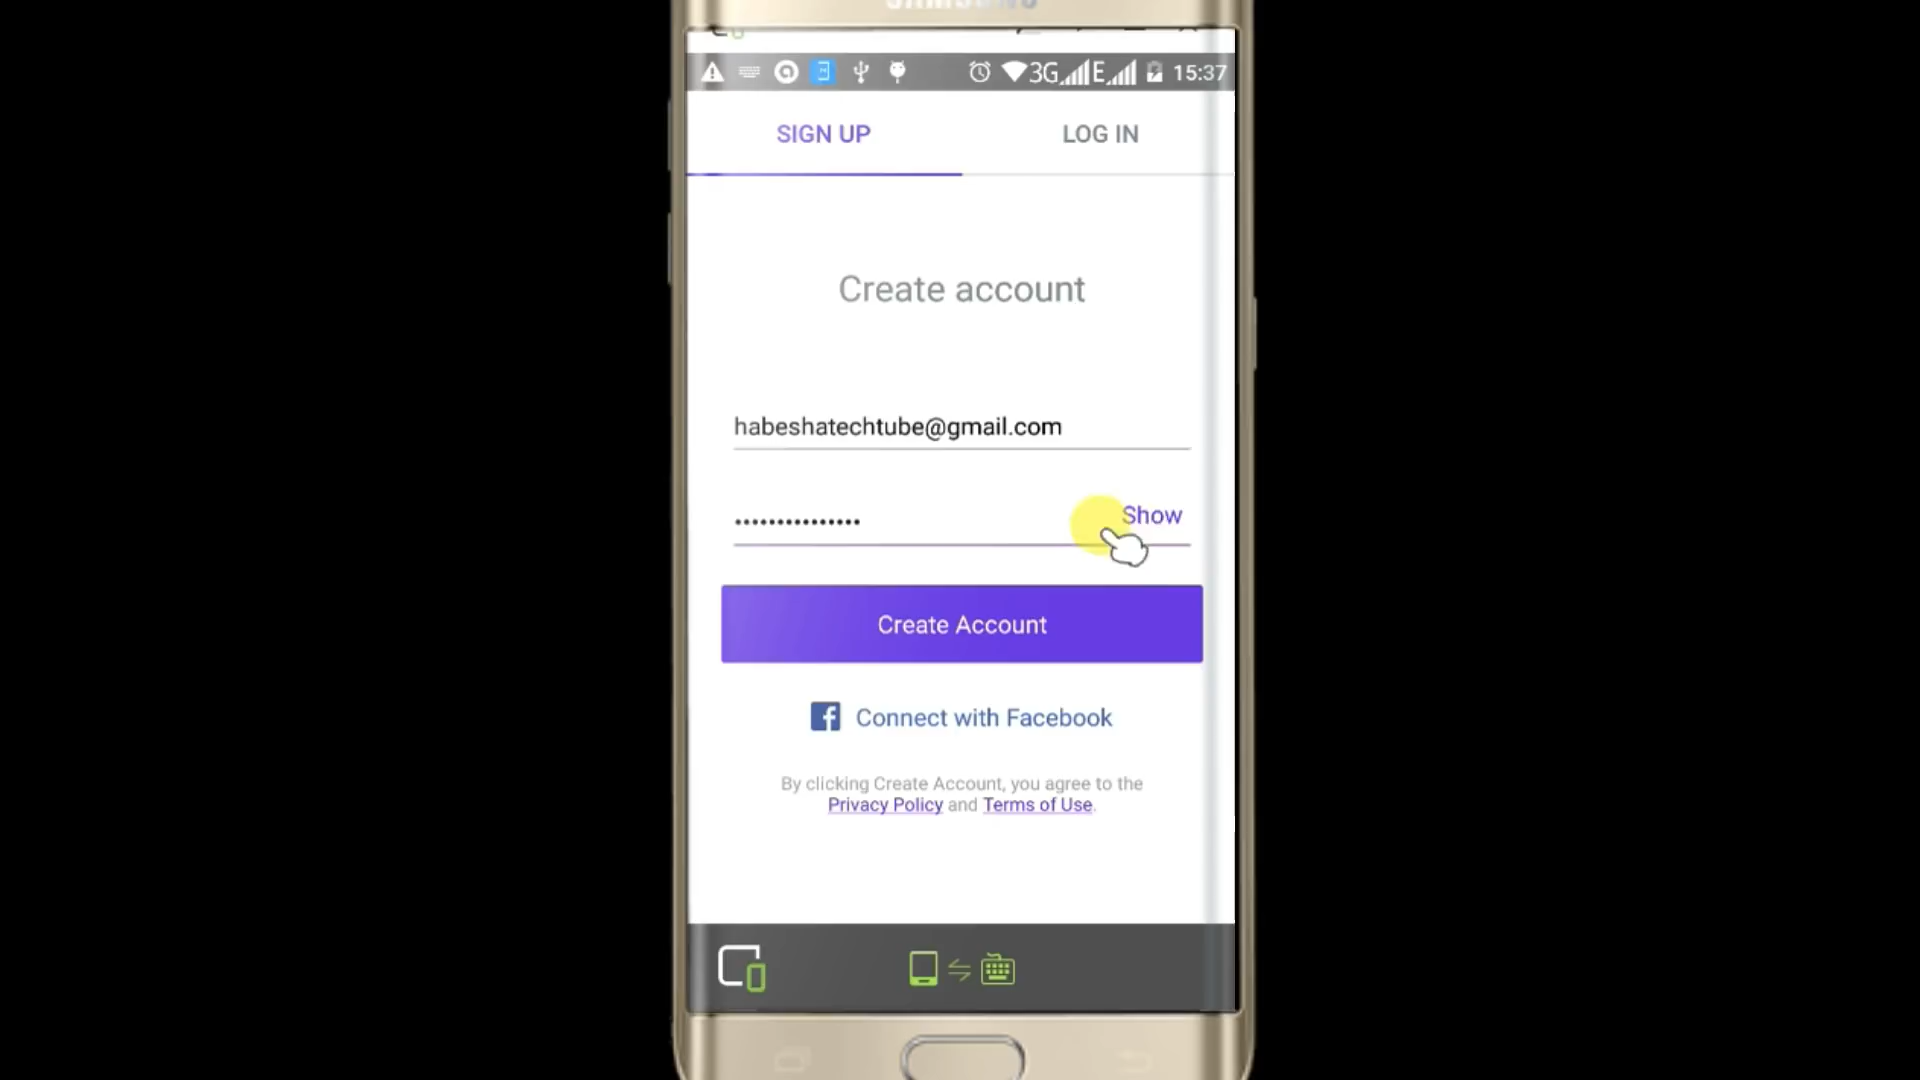 SAMSUNG
3G E 15:37
SIGN UP LOG IN
Create account
habeshatechtube@gmail.com
••••••••••••••• Show
Create Account
Connect with Facebook
By clicking Create Account, you agree to the
Privacy Policy and Terms of Use.